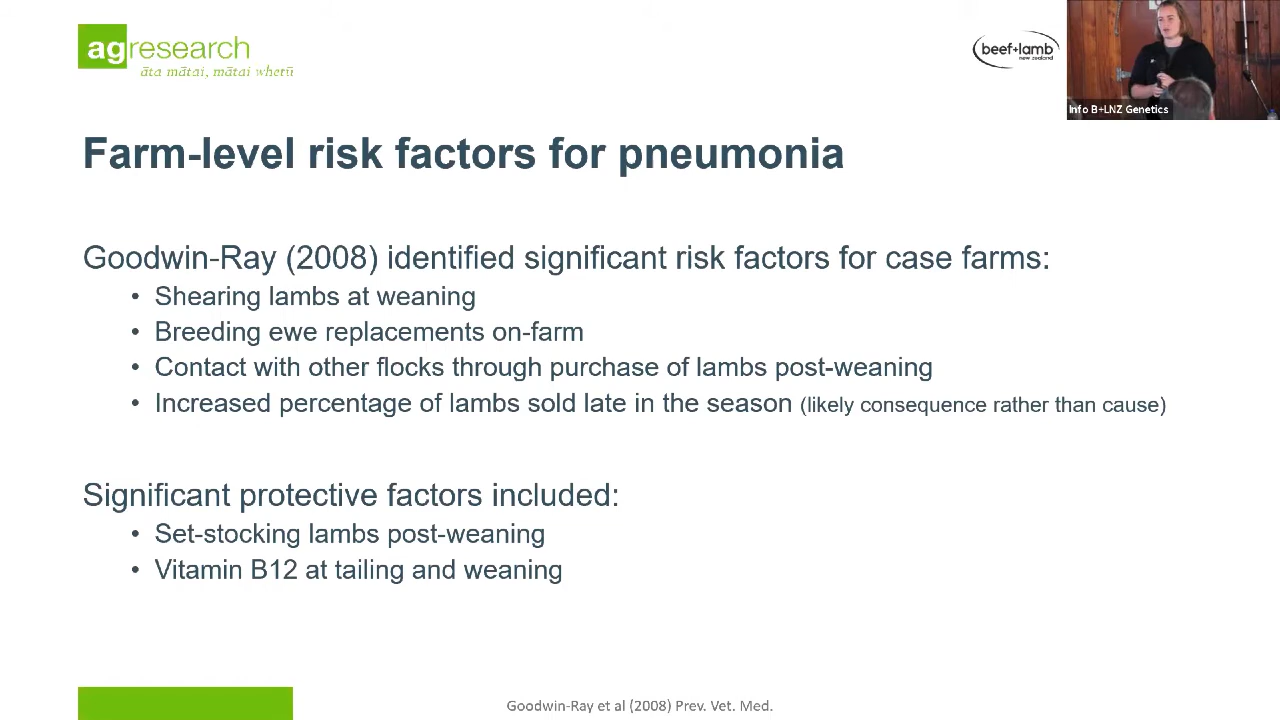 agresearch
āta mātai, mātai whetū
beef+lamb
new zealand
Info B+LNZ Genetics
Farm-level risk factors for pneumonia
Goodwin-Ray (2008) identified significant risk factors for case farms:
• Shearing lambs at weaning
• Breeding ewe replacements on-farm
• Contact with other flocks through purchase of lambs post-weaning
• Increased percentage of lambs sold late in the season (likely consequence rather than cause)
Significant protective factors included:
• Set-stocking lambs post-weaning
• Vitamin B12 at tailing and weaning
Goodwin-Ray et al (2008) Prev. Vet. Med.